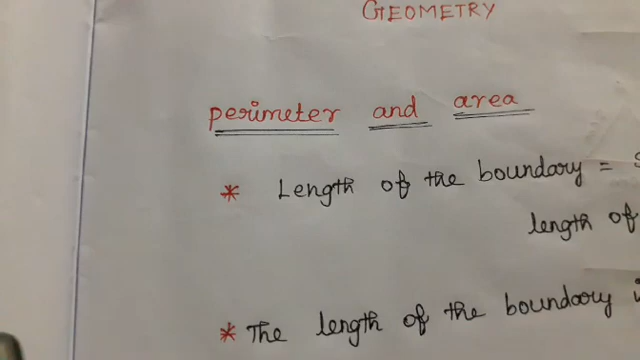 GEOMETRY
perimeter and area
* Length of the boundary =
length of
* The length of the boundary